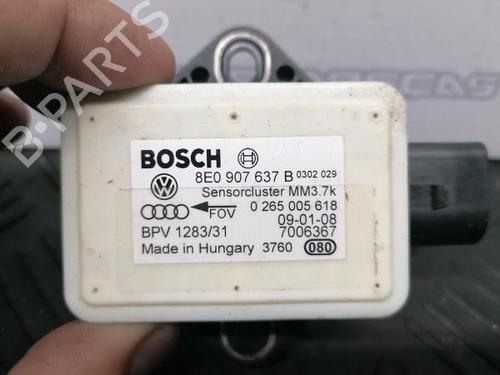 B·PARTS
BOSCH 8E0 907 637 B 0302 029
Sensorcluster MM3.7k
FOV 0 265 005 618
09-01-08
BPV 1283/31 7006367
Made in Hungary 3760 080